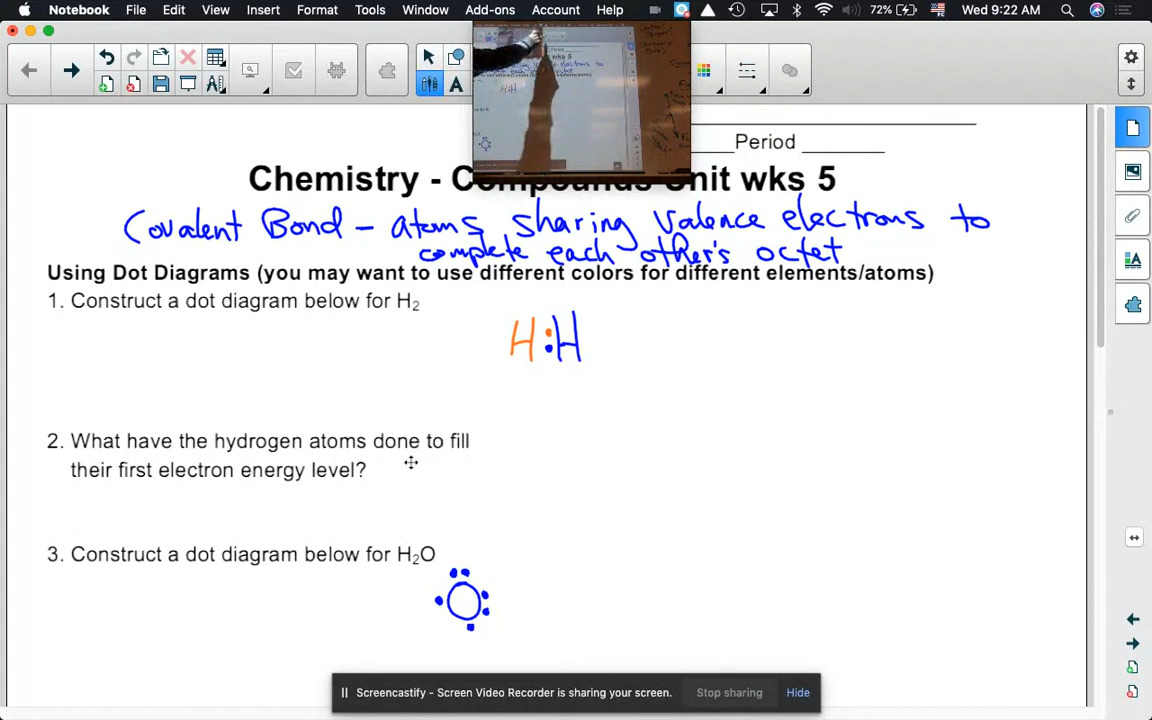 Notebook File Edit View Insert Format Tools Window Add-ons Account Help 72% Wed 9:22 AM
Period
Chemistry - Compounds Unit wks 5
Covalent Bond - atoms sharing valence electrons to
complete each other's octet
Using Dot Diagrams (you may want to use different colors for different elements/atoms)
1. Construct a dot diagram below for H₂
H:H
2. What have the hydrogen atoms done to fill
their first electron energy level?
3. Construct a dot diagram below for H₂O
O
Screencastify - Screen Video Recorder is sharing your screen. Stop sharing Hide